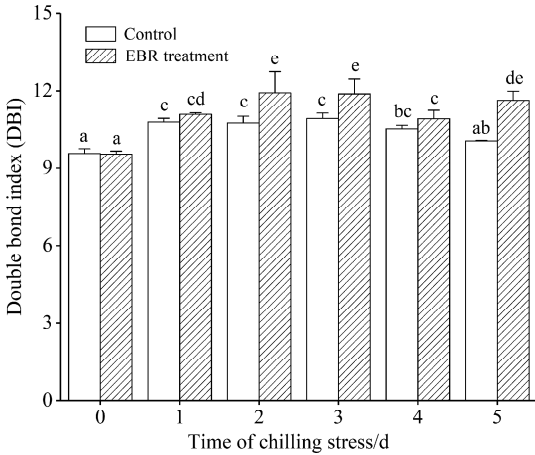 15
Control
EBR treatment
e
e
de
12
c
cd
c
c
bc
c
ab
a
a
9
6
3
0
Double bond index (DBI)
0
1
2
3
4
5
Time of chilling stress/d